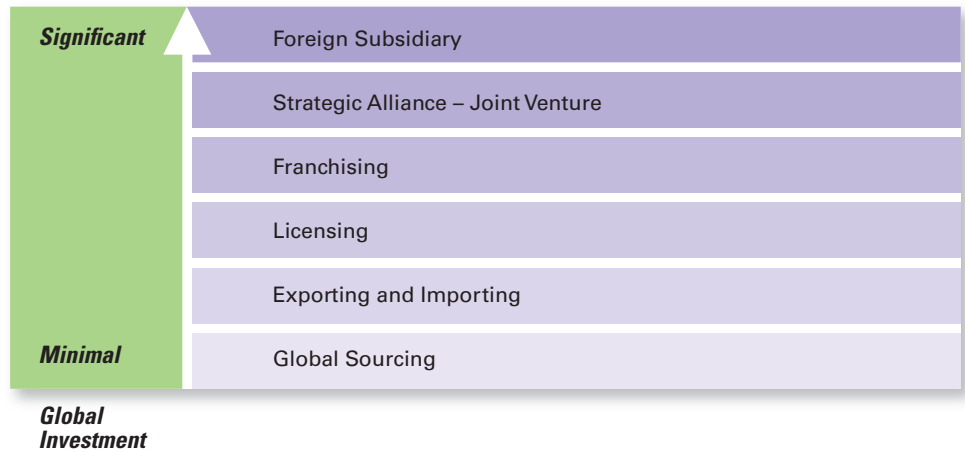 Significant
Foreign Subsidiary
Strategic Alliance – Joint Venture
Franchising
Licensing
Exporting and Importing
Minimal
Global Sourcing
Global
Investment